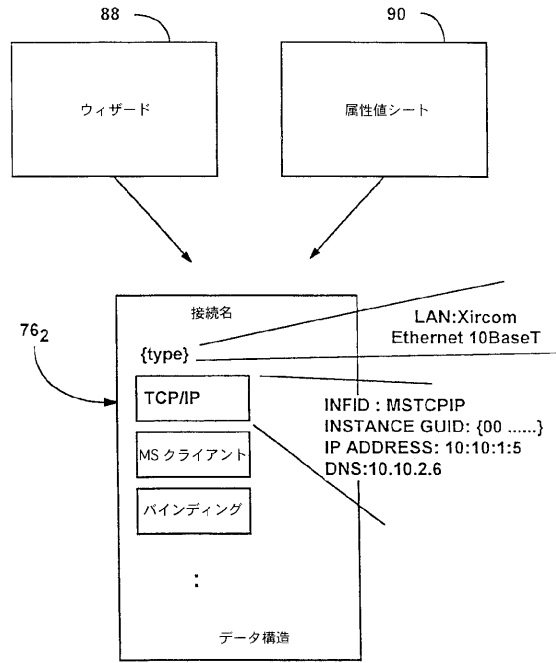 88
90
ウィザード
属性値シート
76₂
接続名
{type}
LAN:Xircom
Ethernet 10BaseT
TCP/IP
INFID : MSTCPIP
INSTANCE GUID: {00 ......}
IP ADDRESS: 10:10:1:5
DNS:10.10.2.6
MS クライアント
バインディング
:
データ構造